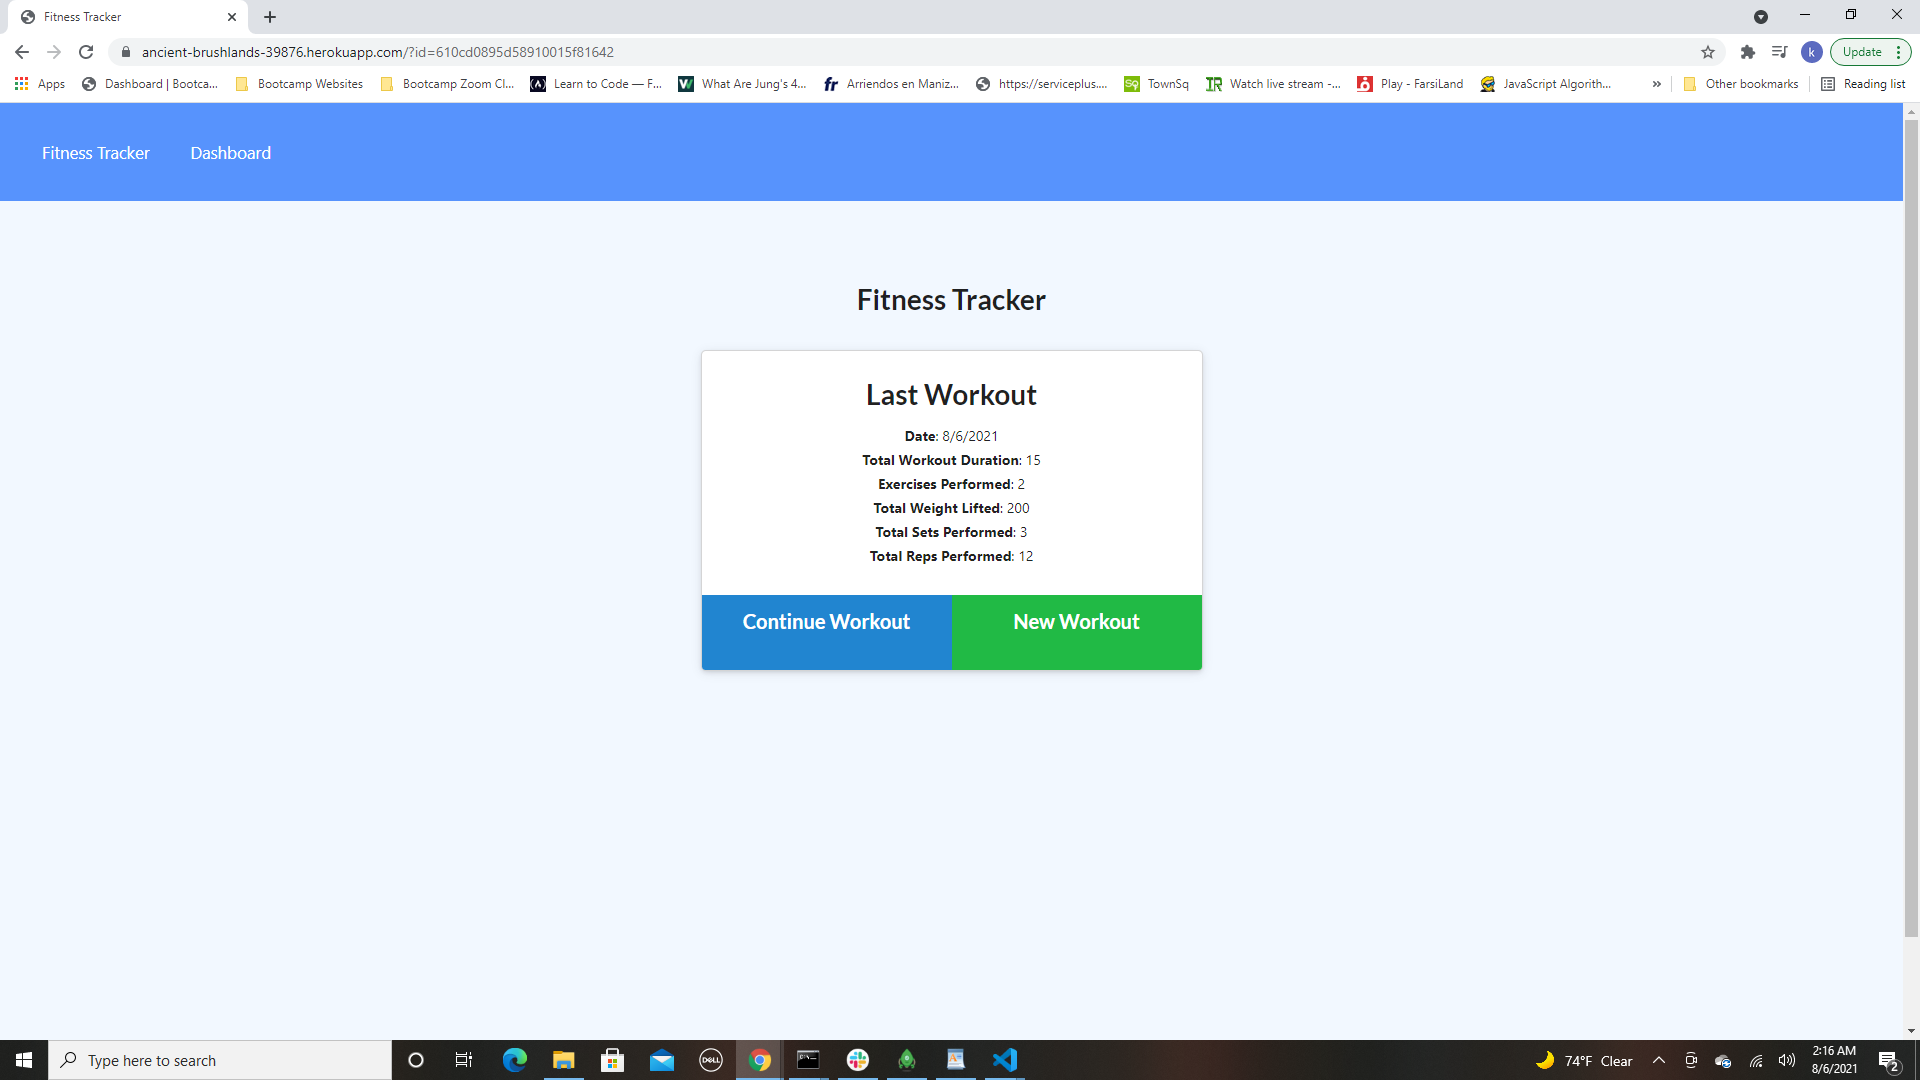 Fitness Tracker
ancient-brushlands-39876.herokuapp.com/?id=610cd0895d58910015f81642
k
Update
Apps
Dashboard | Bootca...
Bootcamp Websites
Bootcamp Zoom Cl...
Learn to Code — F...
What Are Jung's 4...
Arriendos en Maniz...
https://serviceplus....
TownSq
Watch live stream -...
Play - FarsiLand
JavaScript Algorith...
»
Other bookmarks
Reading list
Fitness Tracker
Dashboard
Fitness Tracker
Last Workout
Date: 8/6/2021
Total Workout Duration: 15
Exercises Performed: 2
Total Weight Lifted: 200
Total Sets Performed: 3
Total Reps Performed: 12
Continue Workout
New Workout
Type here to search
DELL
74°F Clear
2:16 AM
8/6/2021
2